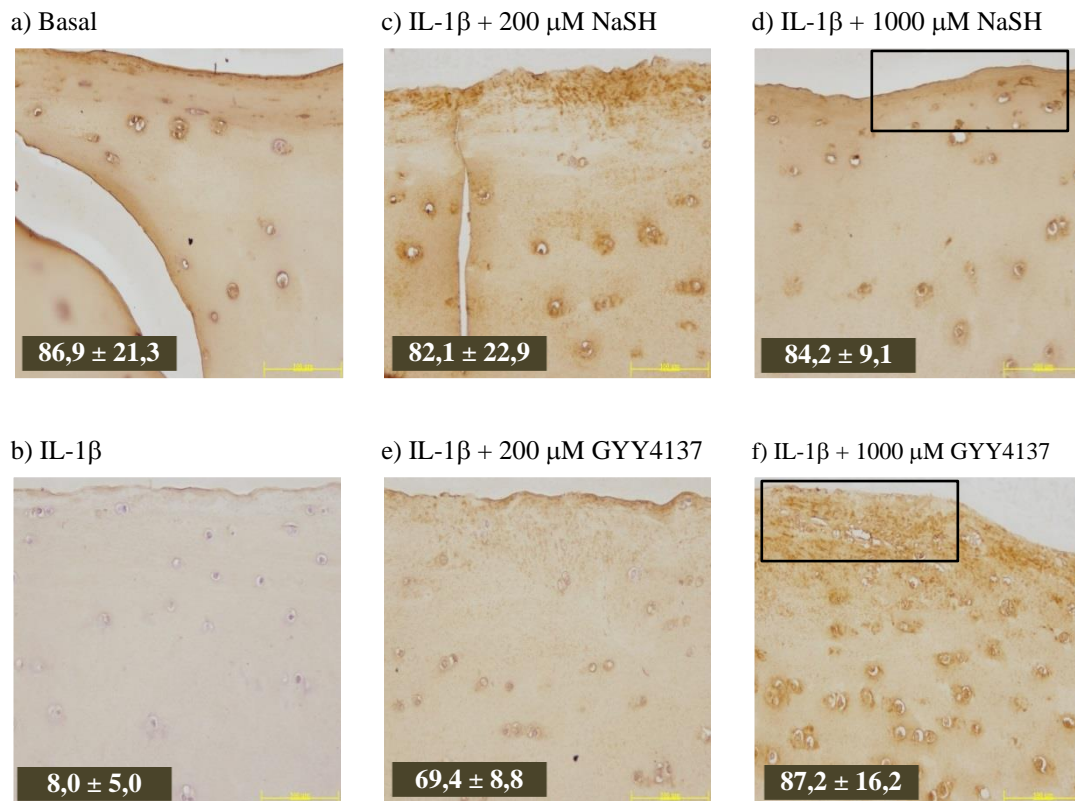 a) Basal
c) IL-1β + 200 μM NaSH
d) IL-1β + 1000 μM NaSH
86,9 ± 21,3
82,1 ± 22,9
84,2 ± 9,1
b) IL-1β
e) IL-1β + 200 μM GYY4137
f) IL-1β + 1000 μM GYY4137
8,0 ± 5,0
69,4 ± 8,8
87,2 ± 16,2